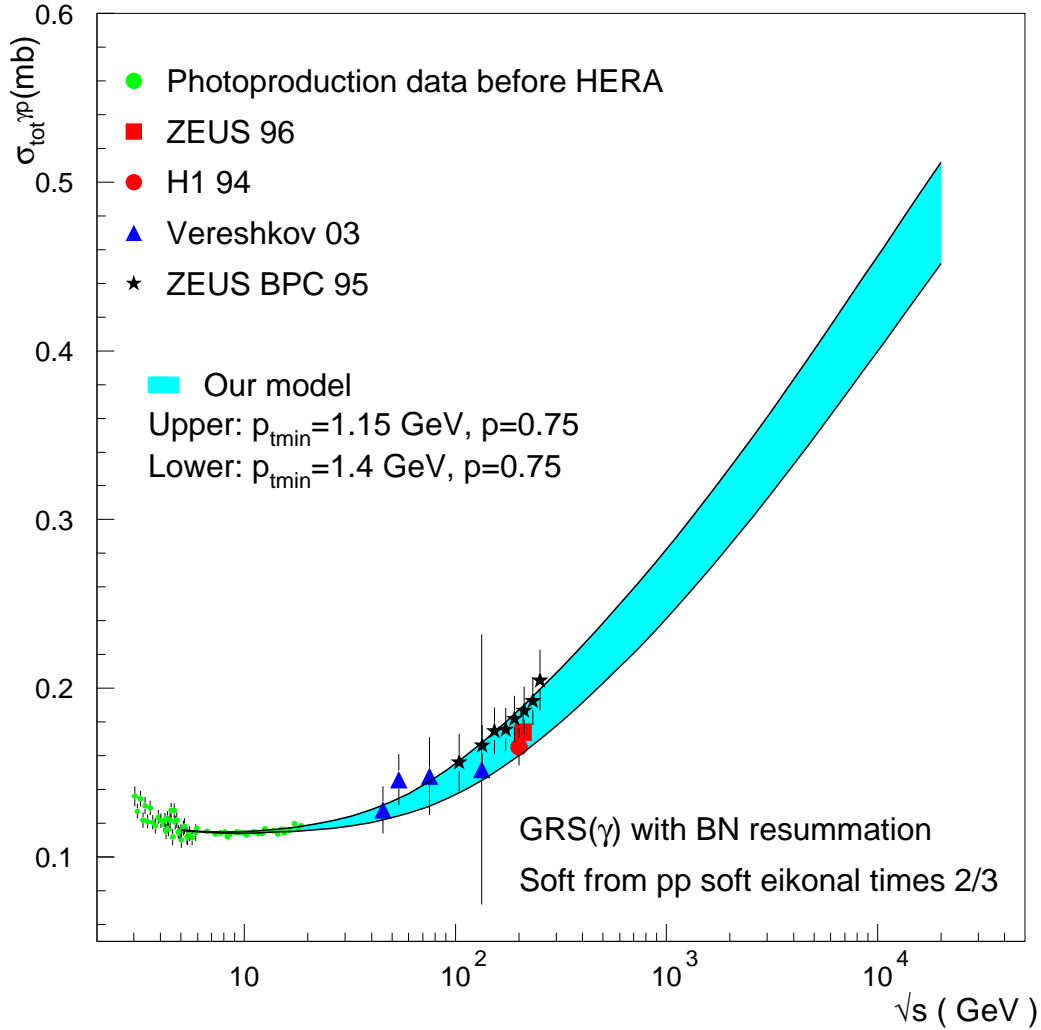 σtot^γp(mb)
0.6
0.5
0.4
0.3
0.2
0.1
Photoproduction data before HERA
ZEUS 96
H1 94
Vereshkov 03
ZEUS BPC 95
Our model
Upper: ptmin=1.15 GeV, p=0.75
Lower: ptmin=1.4 GeV, p=0.75
GRS(γ) with BN resummation
Soft from pp soft eikonal times 2/3
10 10^2 10^3 10^4
√s ( GeV )